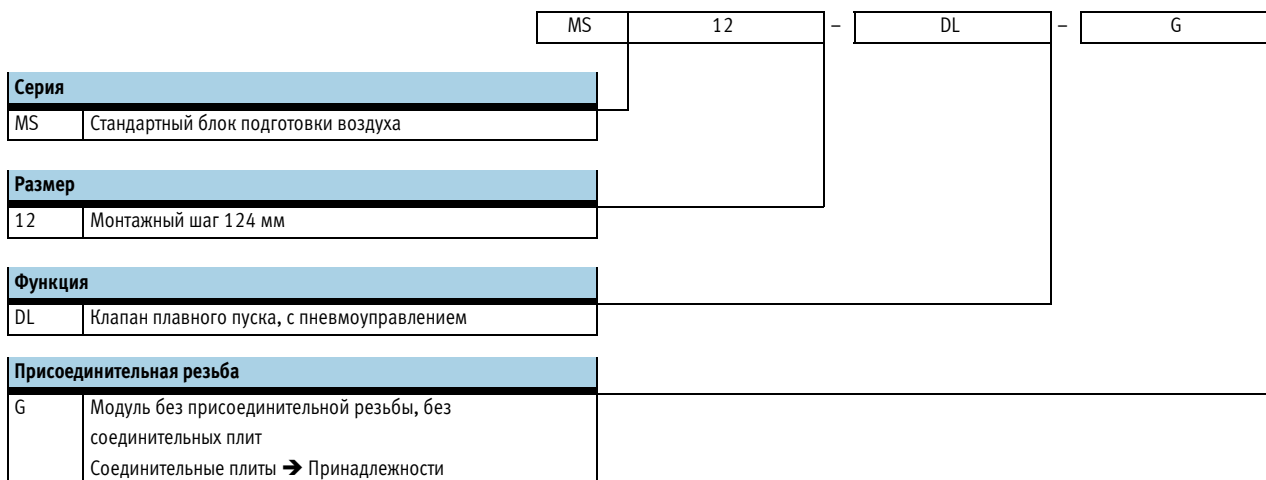 MS 12 – DL – G
Серия
MS Стандартный блок подготовки воздуха
Размер
12 Монтажный шаг 124 мм
Функция
DL Клапан плавного пуска, с пневмоуправлением
Присоединительная резьба
G Модуль без присоединительной резьбы, без
соединительных плит
Соединительные плиты ➔ Принадлежности